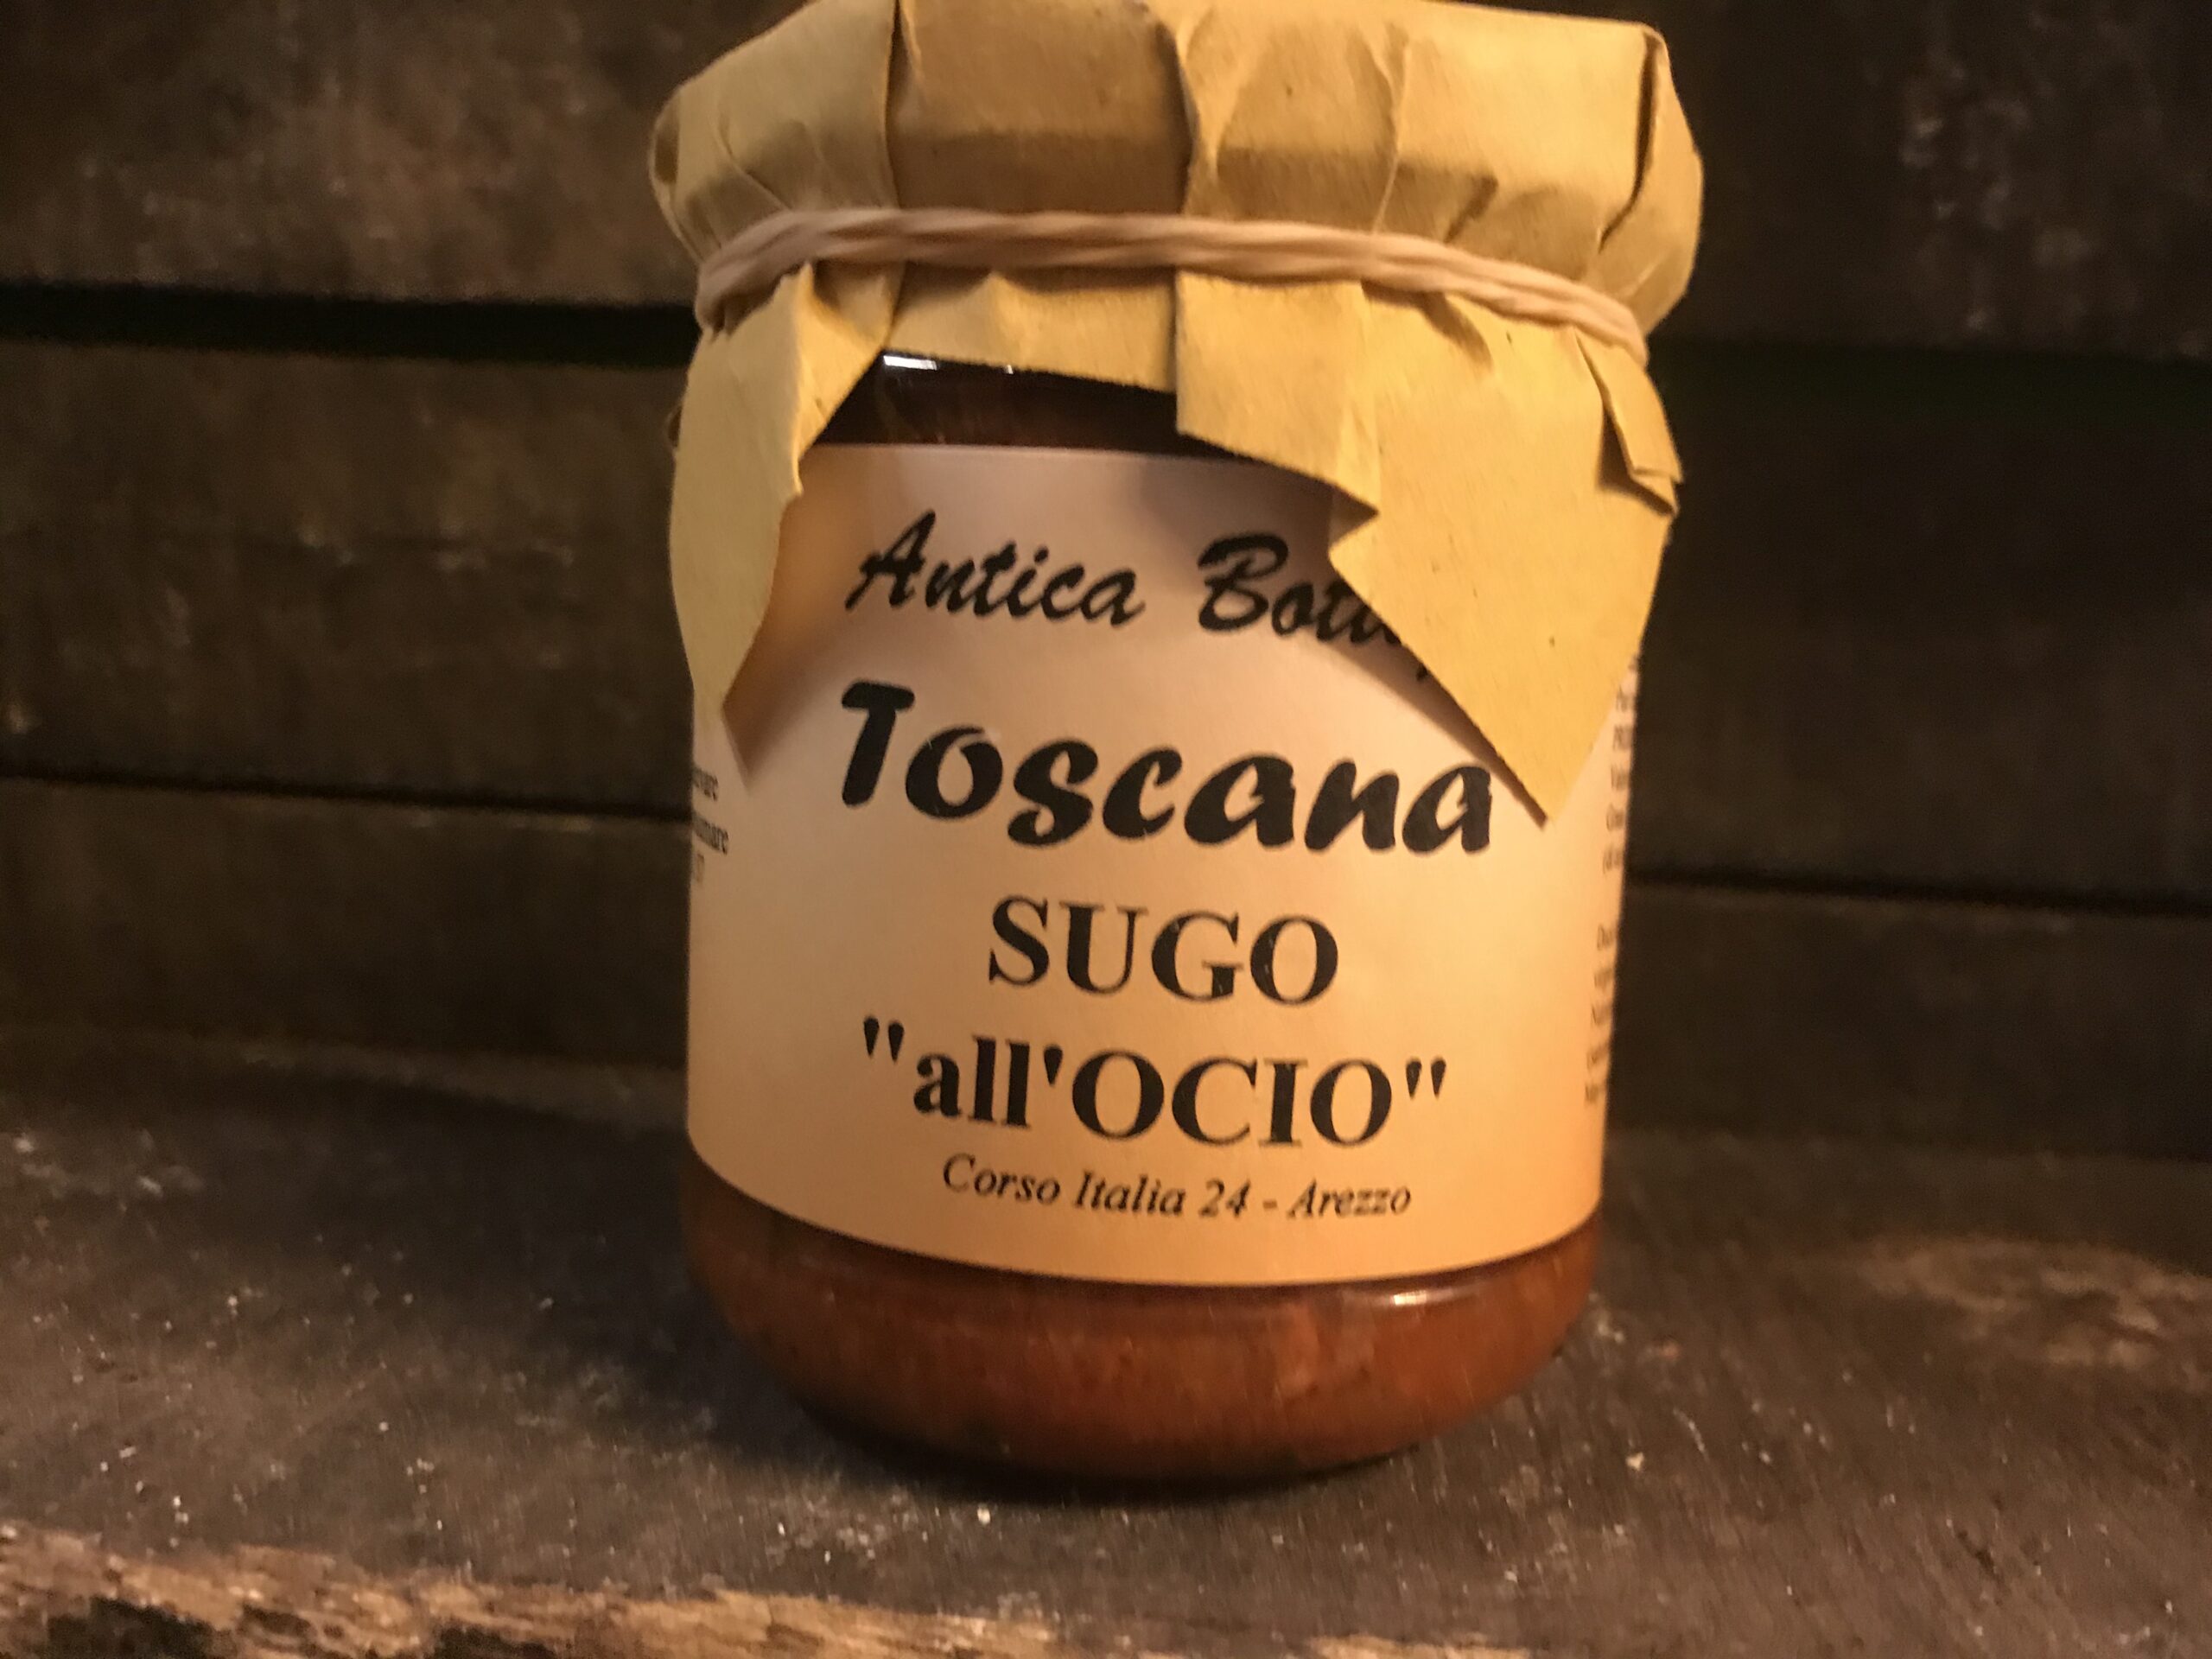 Antica
Toscana
SUGO
"all'OCIO"
Corso Italia 24 - Arezzo